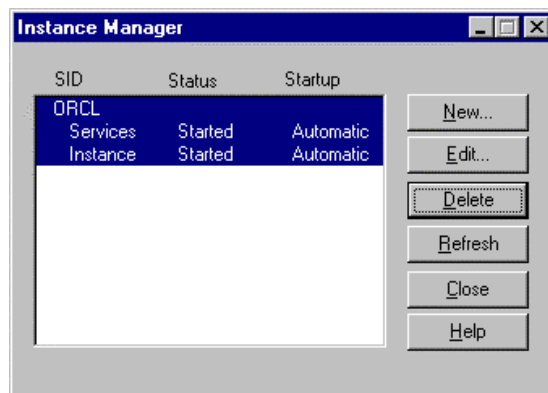 Instance Manager
SID Status Startup
ORCL
Services Started Automatic
Instance Started Automatic
New...
Edit...
Delete
Refresh
Close
Help